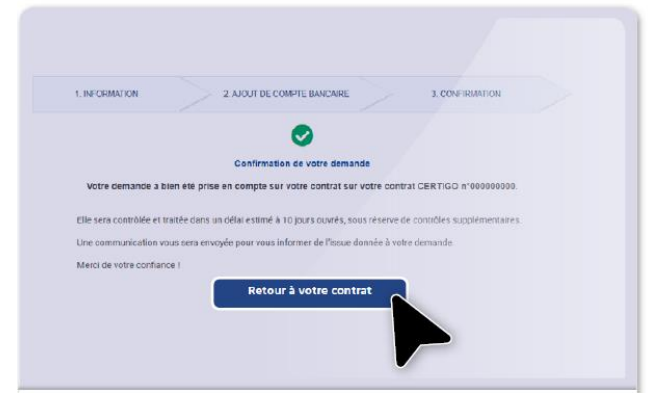 1. INFORMATION
2. AJOUT DE COMPTE BANCAIRE
3. CONFIRMATION
Confirmation de votre demande
Votre demande a bien été prise en compte sur votre contrat sur votre contrat CERTIGO n°000000000.
Elle sera contrôlée et traitée dans un délai estimé à 10 jours ouvrés, sous réserve de contrôles supplémentaires.
Une communication vous sera envoyée pour vous informer de l'issue donnée à votre demande.
Merci de votre confiance !
Retour à votre contrat